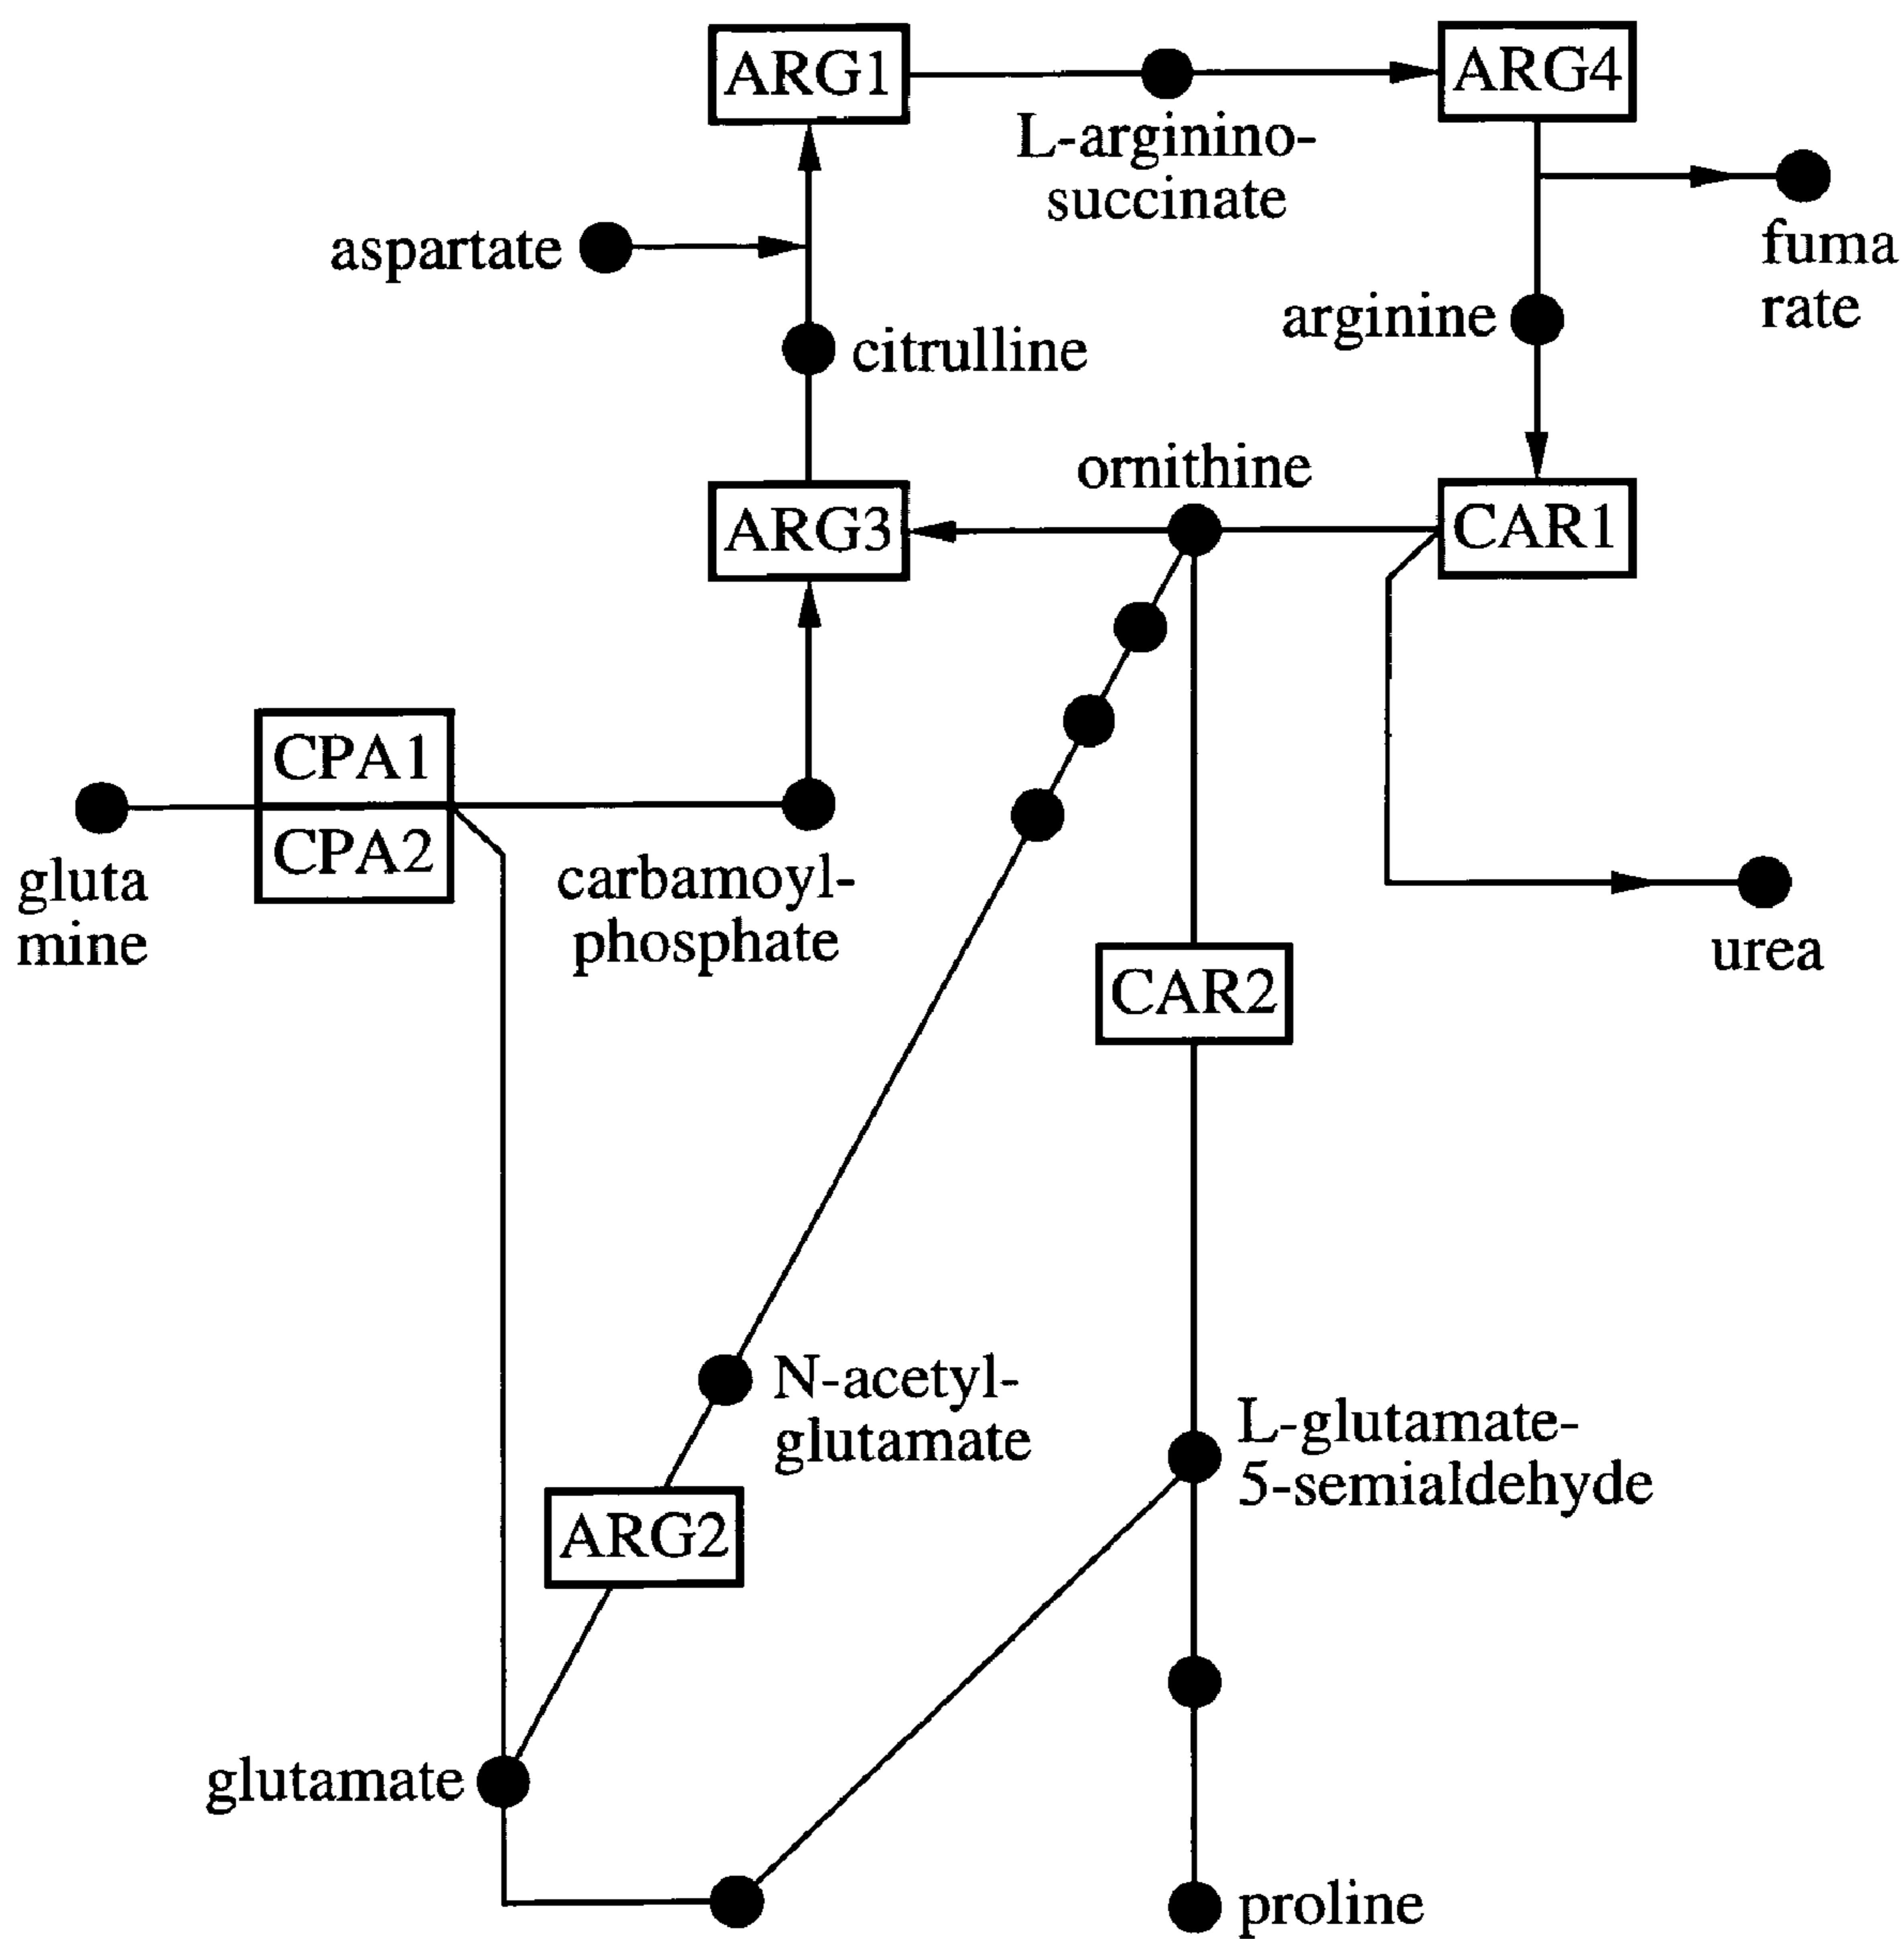 ARG1
ARG4
L-arginino-
succinate
aspartate
fuma
rate
arginine
citrulline
ornithine
ARG3
CAR1
CPA1
CPA2
gluta
mine
carbamoyl-
phosphate
urea
CAR2
N-acetyl-
glutamate
L-glutamate-
5-semialdehyde
ARG2
glutamate
proline